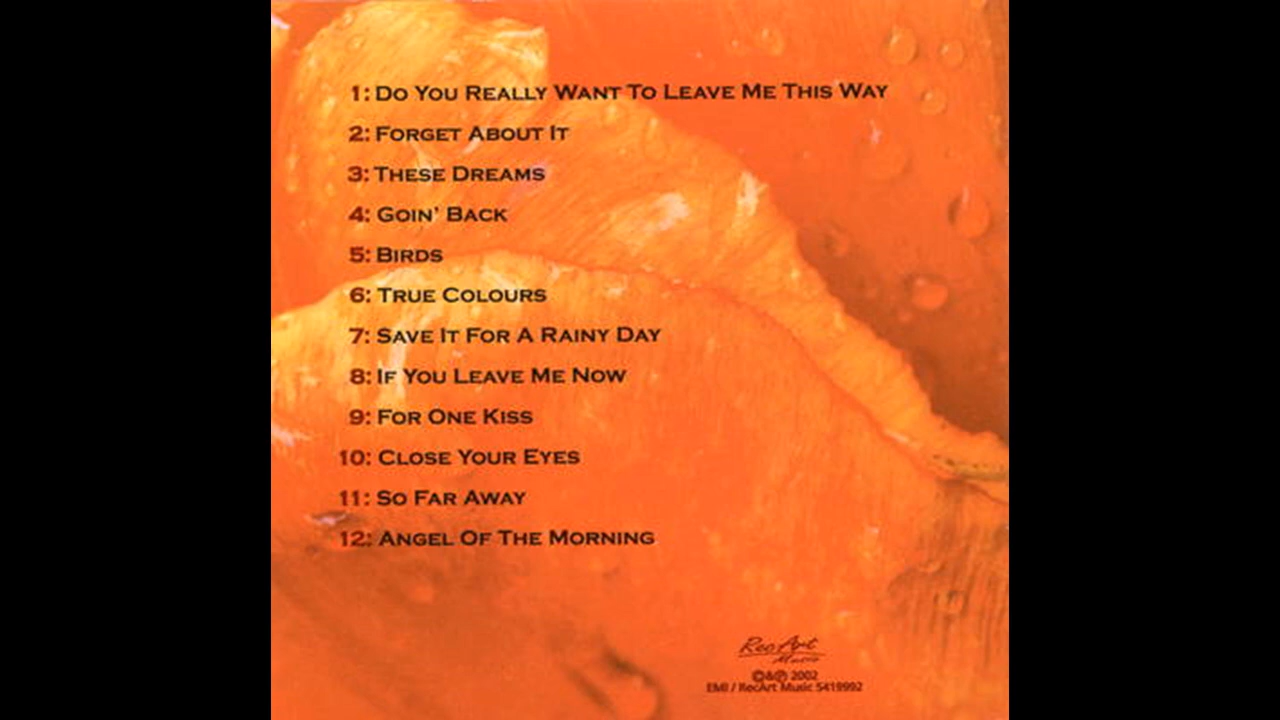 1: DO YOU REALLY WANT TO LEAVE ME THIS WAY
2: FORGET ABOUT IT
3: THESE DREAMS
4: GOIN' BACK
5: BIRDS
6: TRUE COLOURS
7: SAVE IT FOR A RAINY DAY
8: IF YOU LEAVE ME NOW
9: FOR ONE KISS
10: CLOSE YOUR EYES
11: SO FAR AWAY
12: ANGEL OF THE MORNING
RecArt
Music
©&℗ 2002
EMI / RecArt Music 5419992